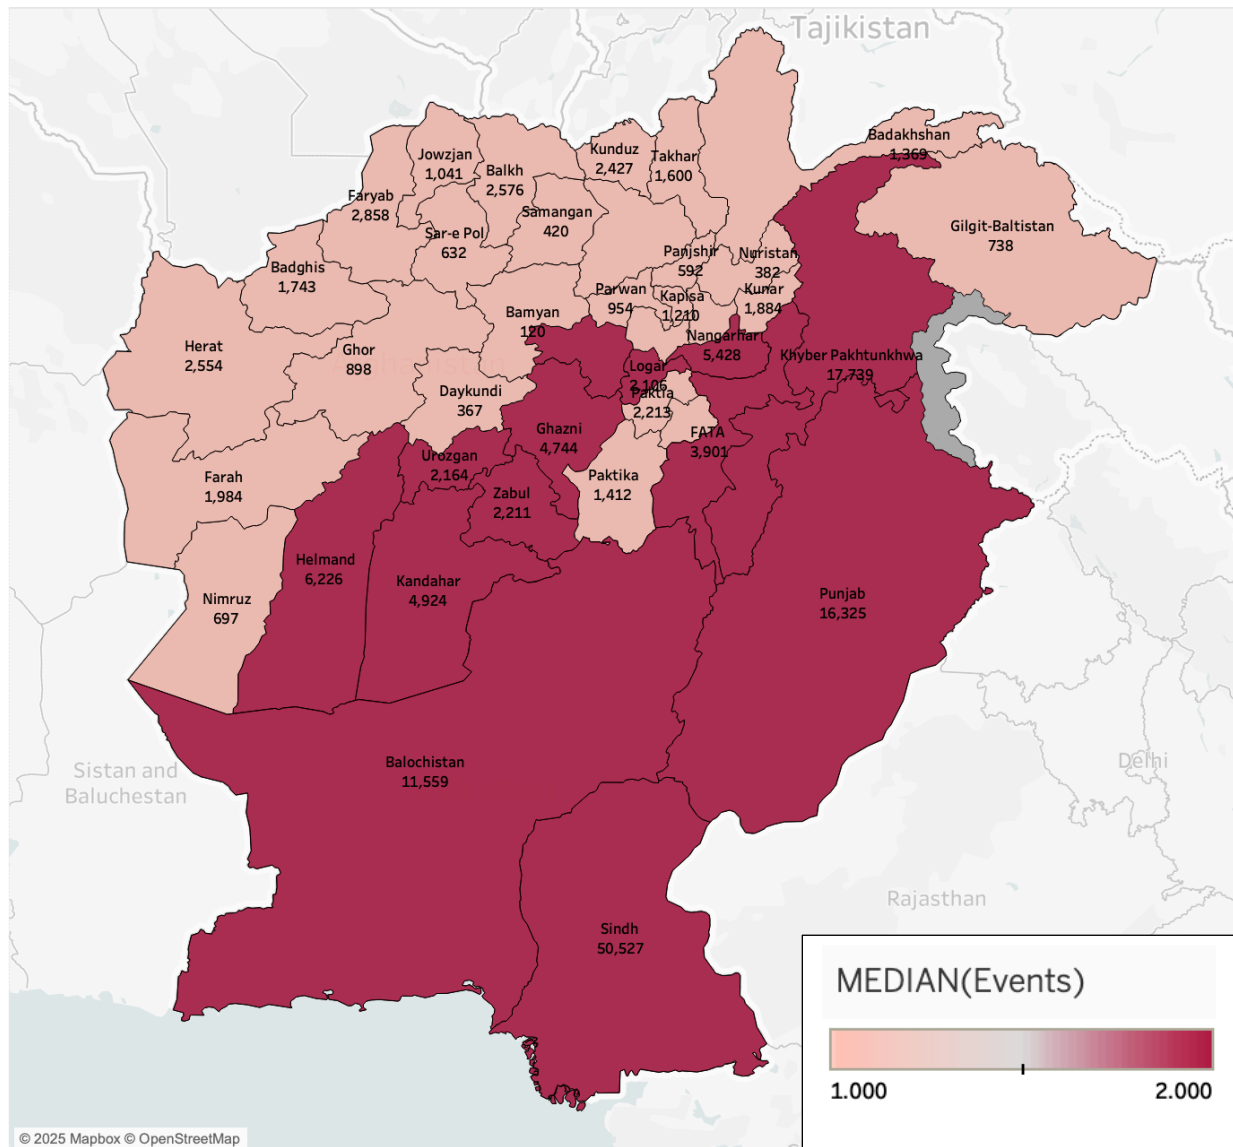 Tajikistan
Badakhshan
1,369
Jowzjan
1,041
Balkh
2,576
Kunduz
2,427
Takhar
1,600
Faryab
2,858
Samangan
420
Sar-e Pol
632
Gilgit-Baltistan
738
Badghis
1,743
Panjshir
592
Nuristan
382
Parwan
954
Kapisa
1,210
Kunar
1,884
Bamyan
120
Herat
2,554
Ghor
898
Nangarhar
5,428
Khyber Pakhtunkhwa
17,739
Logar
2,106
Daykundi
367
Paktia
2,213
Ghazni
4,744
FATA
3,901
Urozgan
2,164
Farah
1,984
Paktika
1,412
Zabul
2,211
Helmand
6,226
Kandahar
4,924
Nimruz
697
Punjab
16,325
Balochistan
11,559
Sistan and
Baluchestan
Delhi
Rajasthan
Sindh
50,527
MEDIAN(Events)
1.000
2.000
© 2025 Mapbox © OpenStreetMap